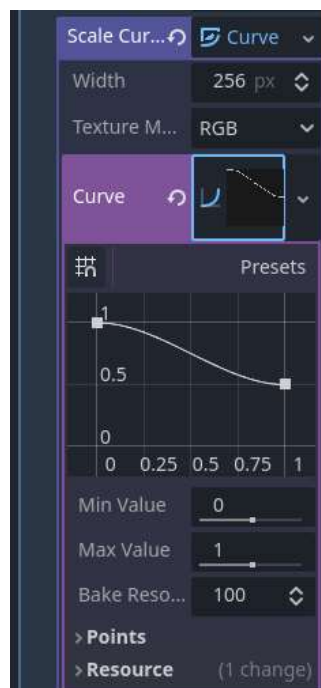 Scale Cur... Curve
Width 256 px
Texture M... RGB
Curve
Presets
1
0.5
0
0 0.25 0.5 0.75 1
Min Value 0
Max Value 1
Bake Reso... 100
Points
Resource (1 change)